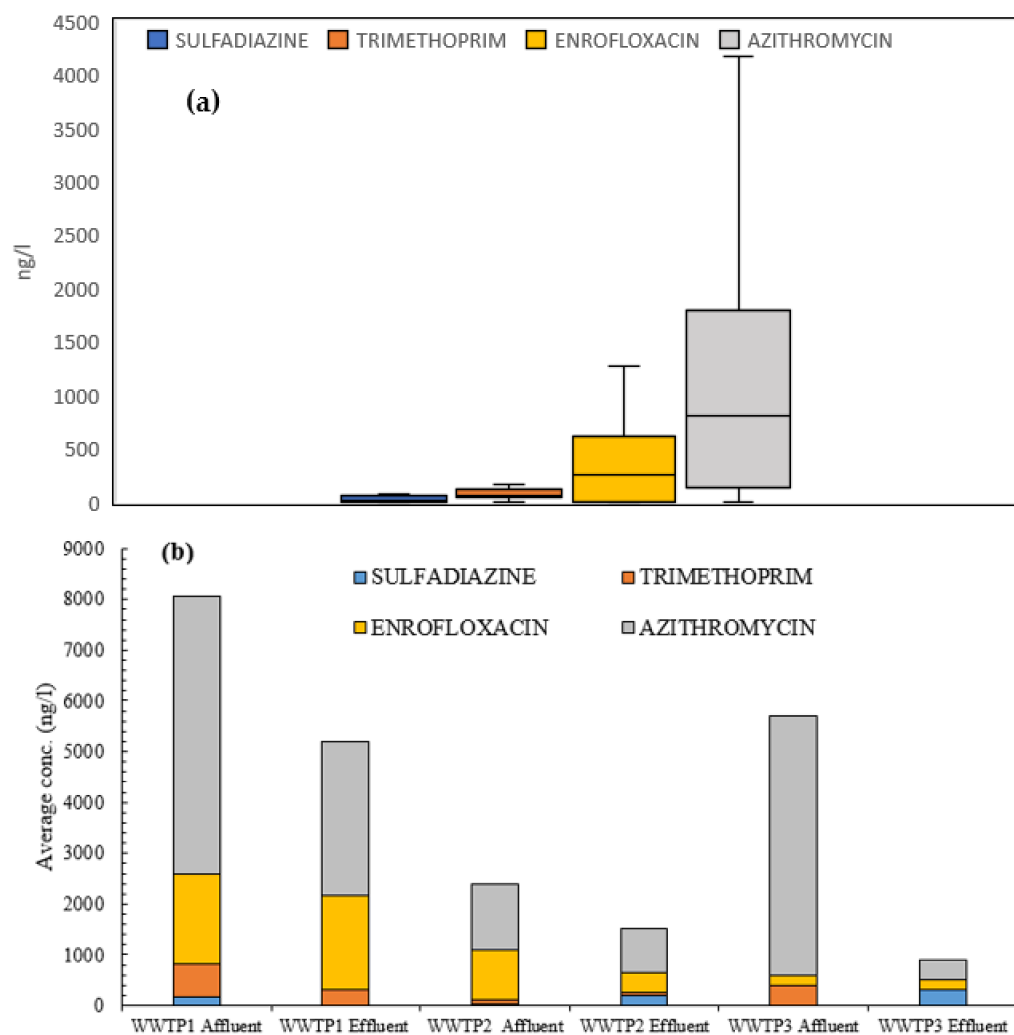 4500
SULFADIAZINE TRIMETHOPRIM ENROFLOXACIN AZITHROMYCIN
4000
(a)
3500
3000
2500
ng/l
2000
1500
1000
500
0
9000
(b)
SULFADIAZINE TRIMETHOPRIM
8000
ENROFLOXACIN AZITHROMYCIN
7000
6000
Average conc. (ng/l)
5000
4000
3000
2000
1000
0
WWTP1 Affluent WWTP1 Effluent WWTP2 Affluent WWTP2 Effluent WWTP3 Affluent WWTP3 Effluent